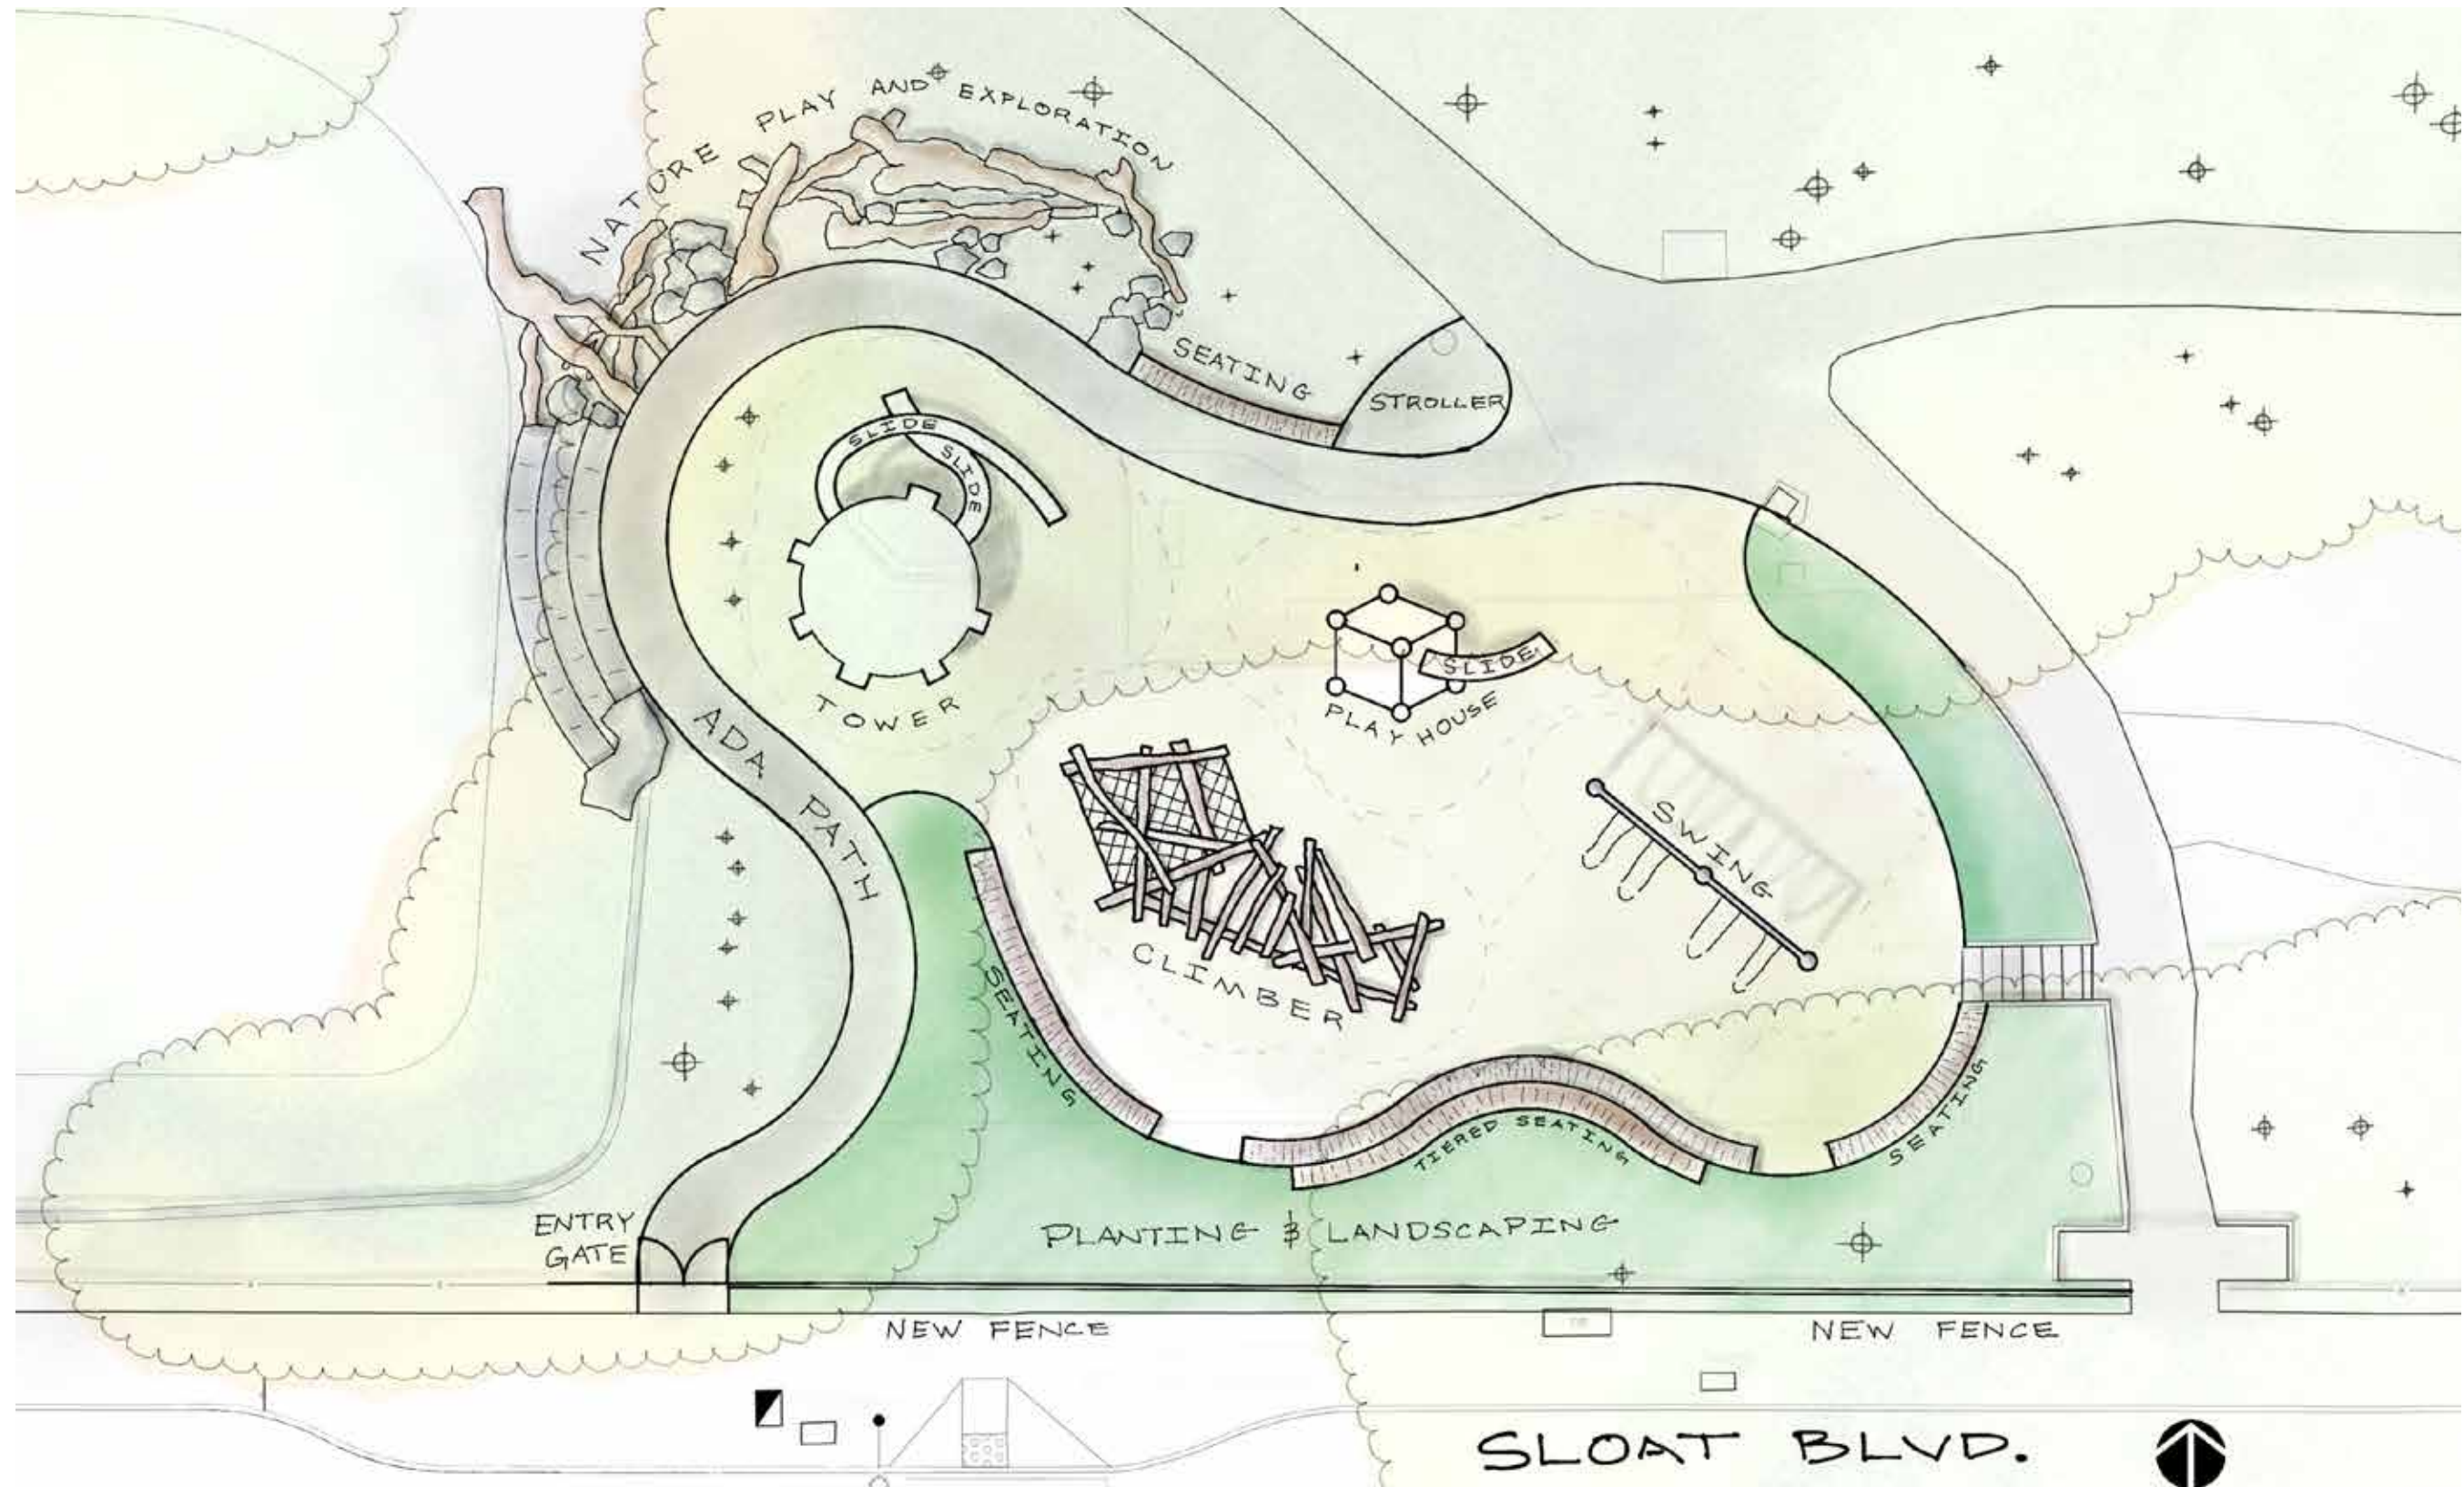 NATURE PLAY AND EXPLORATION
SEATING
STROLLER
SLIDE
SLIDE
TOWER
SLIDE
PLAY HOUSE
ADA PATH
SWING
CLIMBER
SEATING
TIERED SEATING
SEATING
ENTRY
GATE
PLANTING & LANDSCAPING
NEW FENCE
NEW FENCE
SLOAT BLVD.